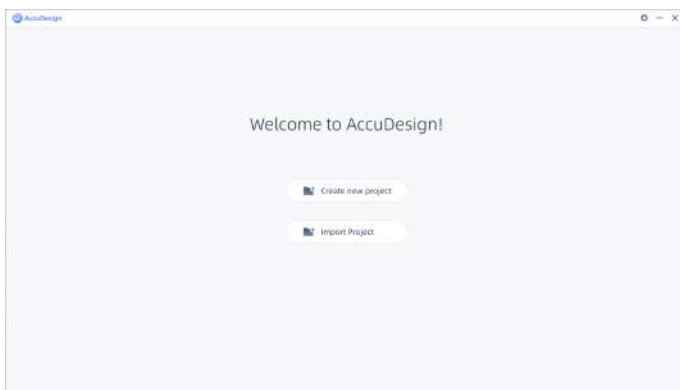 AccuDesign
Welcome to AccuDesign!
Create new project
Import Project